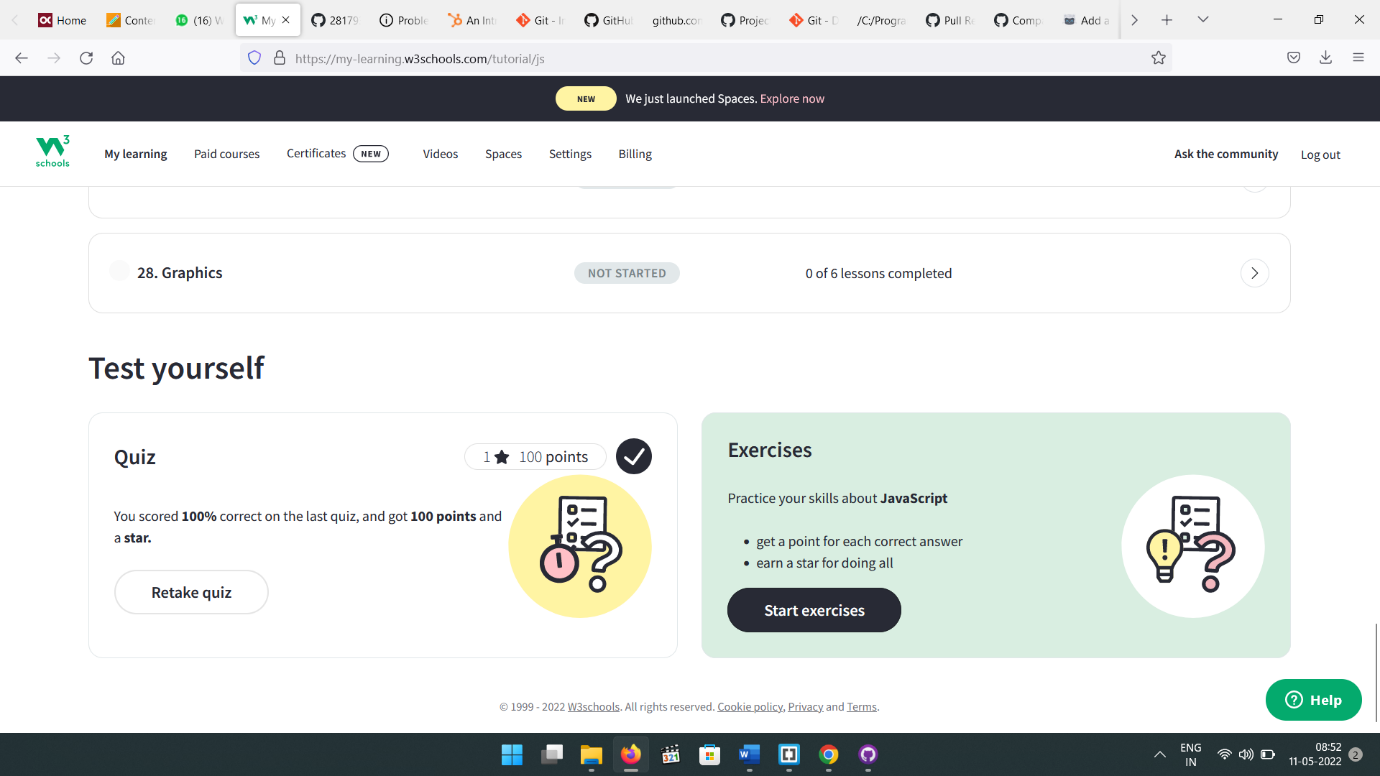 Home
Conte
(16) W
My
28179
Proble
An Int
Git - I
GitHu
github.co
Projec
Git - D
/C:/Progra
Pull Re
Comp
Add a
https://my-learning.w3schools.com/tutorial/js
NEW We just launched Spaces. Explore now
3
schools
My learning Paid courses Certificates NEW Videos Spaces Settings Billing Ask the community Log out
28. Graphics NOT STARTED 0 of 6 lessons completed
Test yourself
Quiz 1 100 points
You scored 100% correct on the last quiz, and got 100 points and
a star.
Retake quiz
Exercises
Practice your skills about JavaScript
• get a point for each correct answer
• earn a star for doing all
Start exercises
© 1999 - 2022 W3schools. All rights reserved. Cookie policy, Privacy and Terms.
Help
321
ENG
IN
08:52
11-05-2022
2